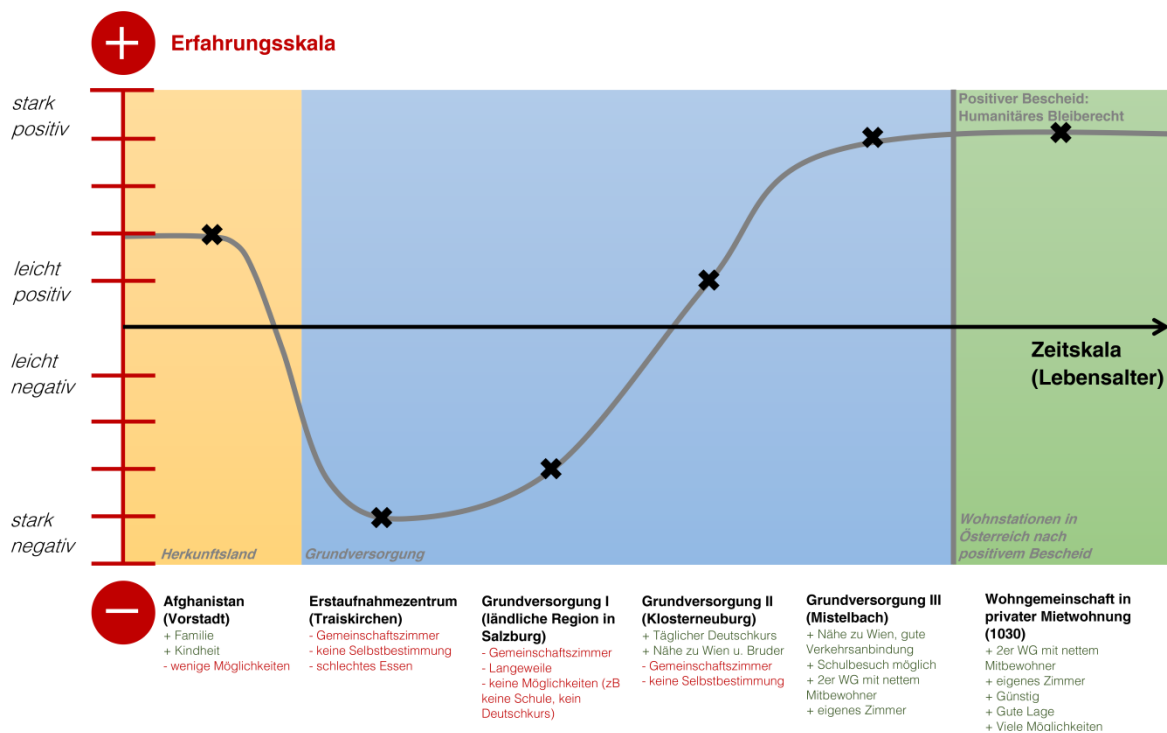 +
Erfahrungsskala
stark
positiv
leicht
positiv
leicht
negativ
stark
negativ
Positiver Bescheid:
Humanitäres Bleiberecht
Zeitskala
(Lebensalter)
Herkunftsland
Grundversorgung
Wohnstationen in
Österreich nach
positivem Bescheid
−
Afghanistan
(Vorstadt)
+ Familie
+ Kindheit
- wenige Möglichkeiten
Erstaufnahmezentrum
(Traiskirchen)
- Gemeinschaftszimmer
- keine Selbstbestimmung
- schlechtes Essen
Grundversorgung I
(ländliche Region in
Salzburg)
- Gemeinschaftszimmer
- Langeweile
- keine Möglichkeiten (zB
keine Schule, kein
Deutschkurs)
Grundversorgung II
(Klosterneuburg)
+ Täglicher Deutschkurs
+ Nähe zu Wien u. Bruder
- Gemeinschaftszimmer
- keine Selbstbestimmung
Grundversorgung III
(Mistelbach)
+ Nähe zu Wien, gute
Verkehrsanbindung
+ Schulbesuch möglich
+ 2er WG mit nettem
Mitbewohner
+ eigenes Zimmer
Wohngemeinschaft in
privater Mietwohnung
(1030)
+ 2er WG mit nettem
Mitbewohner
+ eigenes Zimmer
+ Günstig
+ Gute Lage
+ Viele Möglichkeiten